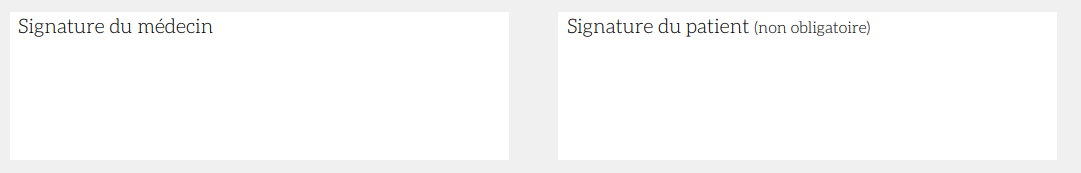 Signature du médecin
Signature du patient (non obligatoire)